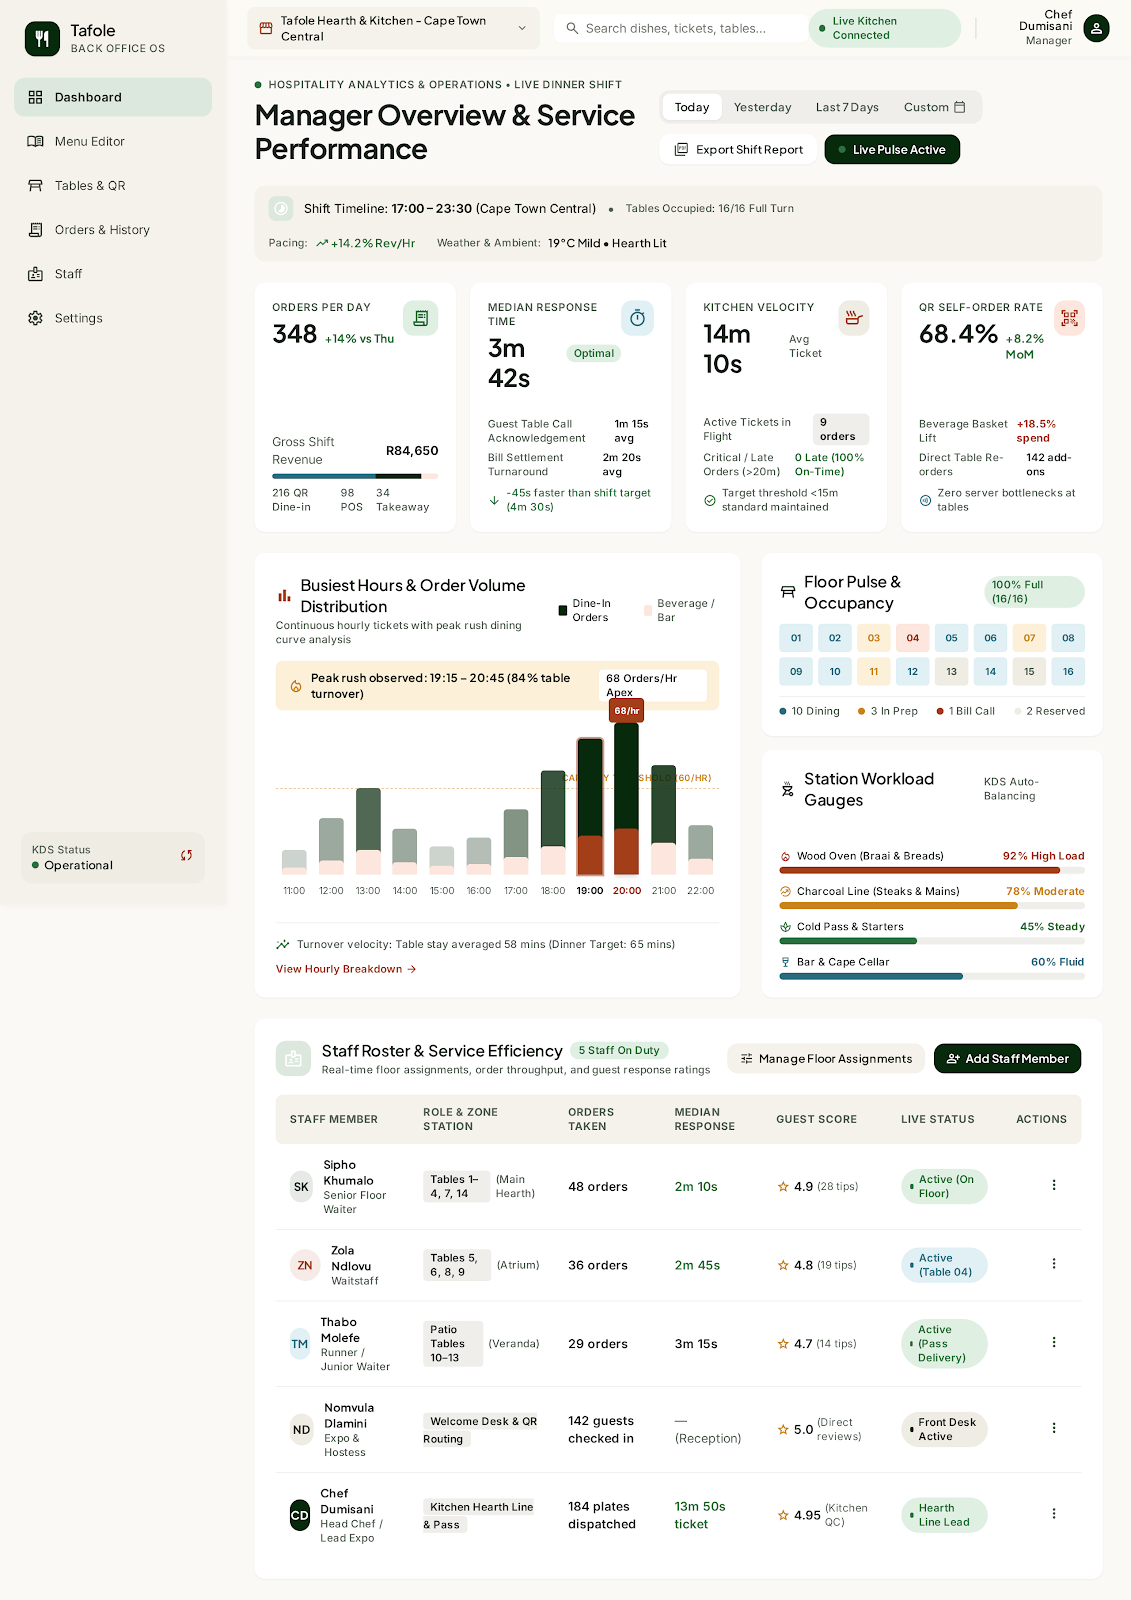 Tafole
BACK OFFICE OS
Dashboard
Menu Editor
Tables & QR
Orders & History
Staff
Settings
KDS Status
Operational
Tafole Hearth & Kitchen – Cape Town
Central
Search dishes, tickets, tables...
Live Kitchen
Connected
Chef
Dumisani
Manager
HOSPITALITY ANALYTICS & OPERATIONS • LIVE DINNER SHIFT
Manager Overview & Service
Performance
Today
Yesterday
Last 7 Days
Custom
Export Shift Report
Live Pulse Active
Shift Timeline: 17:00 – 23:30 (Cape Town Central) • Tables Occupied: 16/16 Full Turn
Pacing: +14.2% Rev/Hr Weather & Ambient: 19°C Mild • Hearth Lit
ORDERS PER DAY
348 +14% vs Thu
Gross Shift
Revenue
R84,650
216 QR
Dine-in
98
POS
34
Takeaway
MEDIAN RESPONSE
TIME
3m
42s
Optimal
Guest Table Call
Acknowledgement
1m 15s
avg
Bill Settlement
Turnaround
2m 20s
avg
-45s faster than shift target
(4m 30s)
KITCHEN VELOCITY
14m
10s
Avg
Ticket
Active Tickets in
Flight
9
orders
Critical / Late
Orders (>20m)
0 Late (100%
On-Time)
Target threshold <15m
standard maintained
QR SELF-ORDER RATE
68.4%
+8.2%
MoM
Beverage Basket
Lift
+18.5%
spend
Direct Table Re-
orders
142 add-
ons
Zero server bottlenecks at
tables
Busiest Hours & Order Volume
Distribution
Continuous hourly tickets with peak rush dining
curve analysis
Dine-In
Orders
Beverage /
Bar
Peak rush observed: 19:15 – 20:45 (84% table
turnover)
68 Orders/Hr
Apex
68/hr
(60/HR)
11:00 12:00 13:00 14:00 15:00 16:00 17:00 18:00 19:00 20:00 21:00 22:00
Turnover velocity: Table stay averaged 58 mins (Dinner Target: 65 mins)
View Hourly Breakdown →
Floor Pulse &
Occupancy
100% Full
(16/16)
01 02 03 04 05 06 07 08
09 10 11 12 13 14 15 16
10 Dining
3 In Prep
1 Bill Call
2 Reserved
Station Workload
Gauges
KDS Auto-
Balancing
Wood Oven (Braai & Breads) 92% High Load
Charcoal Line (Steaks & Mains) 78% Moderate
Cold Pass & Starters 45% Steady
Bar & Cape Cellar 60% Fluid
Staff Roster & Service Efficiency
5 Staff On Duty
Real-time floor assignments, order throughput, and guest response ratings
Manage Floor Assignments
Add Staff Member
STAFF MEMBER
ROLE & ZONE
STATION
ORDERS
TAKEN
MEDIAN
RESPONSE
GUEST SCORE
LIVE STATUS
ACTIONS
SK
Sipho
Khumalo
Senior Floor
Waiter
Tables 1–
4, 7, 14
(Main
Hearth)
48 orders
2m 10s
4.9 (28 tips)
Active (On
Floor)
ZN
Zola
Ndlovu
Waitstaff
Tables 5,
6, 8, 9
(Atrium)
36 orders
2m 45s
4.8 (19 tips)
Active
(Table 04)
TM
Thabo
Molefe
Runner /
Junior Waiter
Patio
Tables
10–13
(Veranda)
29 orders
3m 15s
4.7 (14 tips)
Active
(Pass
Delivery)
ND
Nomvula
Dlamini
Expo &
Hostess
Welcome Desk & QR
Routing
142 guests
checked in
—
(Reception)
5.0
(Direct
reviews)
Front Desk
Active
CD
Chef
Dumisani
Head Chef /
Lead Expo
Kitchen Hearth Line
& Pass
184 plates
dispatched
13m 50s
ticket
4.95
(Kitchen
QC)
Hearth
Line Lead